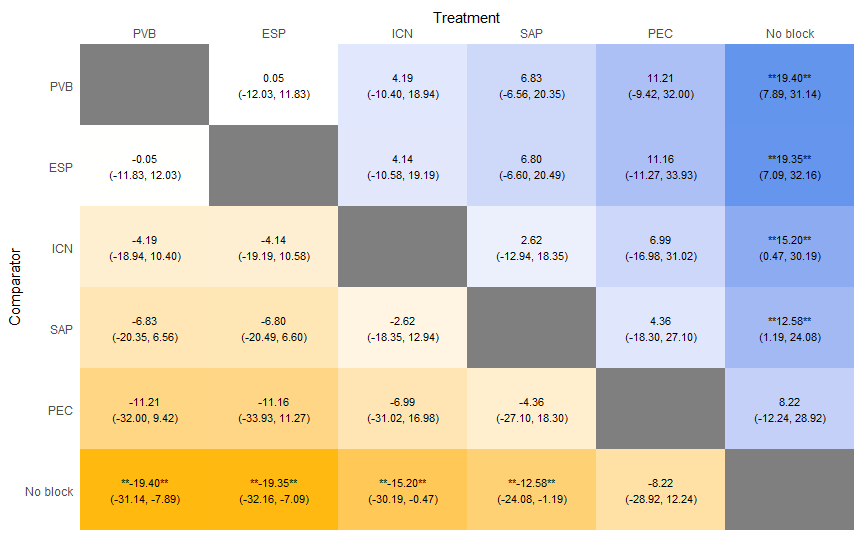 Treatment
PVB ESP ICN SAP PEC No block
Comparator
PVB
0.05 4.19 6.83 11.21 **19.40**
(-12.03, 11.83) (-10.40, 18.94) (-6.56, 20.35) (-9.42, 32.00) (7.89, 31.14)
ESP
-0.05 4.14 6.80 11.16 **19.35**
(-11.83, 12.03) (-10.58, 19.19) (-6.60, 20.49) (-11.27, 33.93) (7.09, 32.16)
ICN
-4.19 -4.14 2.62 6.99 **15.20**
(-18.94, 10.40) (-19.19, 10.58) (-12.94, 18.35) (-16.98, 31.02) (0.47, 30.19)
SAP
-6.83 -6.80 -2.62 4.36 **12.58**
(-20.35, 6.56) (-20.49, 6.60) (-18.35, 12.94) (-18.30, 27.10) (1.19, 24.08)
PEC
-11.21 -11.16 -6.99 -4.36 8.22
(-32.00, 9.42) (-33.93, 11.27) (-31.02, 16.98) (-27.10, 18.30) (-12.24, 28.92)
No block
**-19.40** **-19.35** **-15.20** **-12.58** -8.22
(-31.14, -7.89) (-32.16, -7.09) (-30.19, -0.47) (-24.08, -1.19) (-28.92, 12.24)